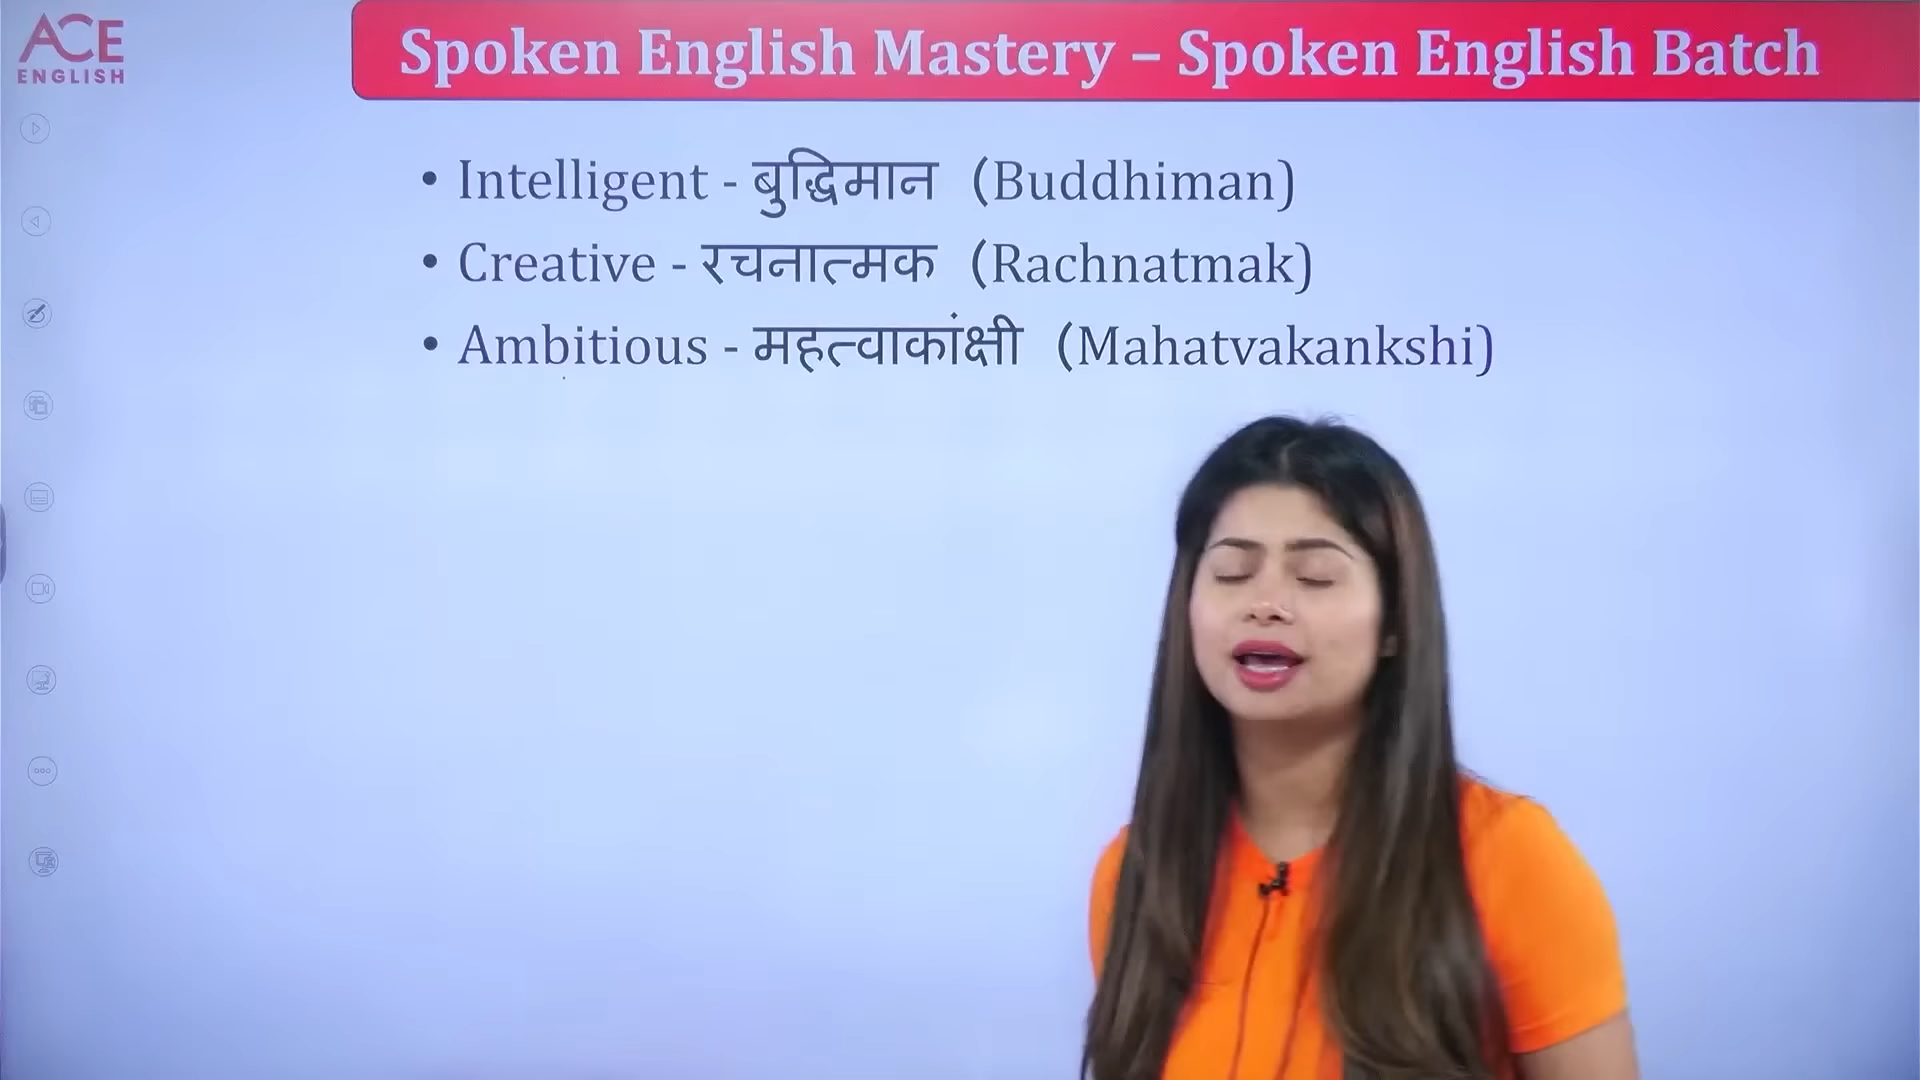 ACE
ENGLISH
Spoken English Mastery – Spoken English Batch
• Intelligent - बुद्धिमान (Buddhiman)
• Creative - रचनात्मक (Rachnatmak)
• Ambitious - महत्वाकांक्षी (Mahatvakankshi)